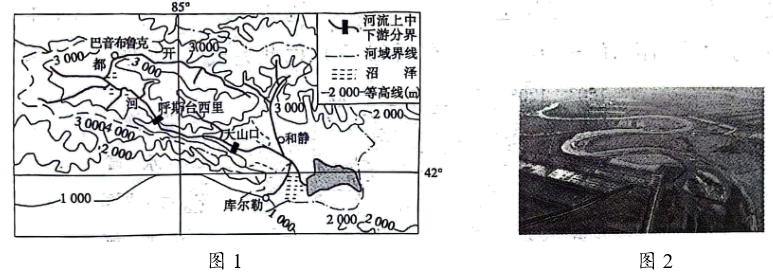 85°
河流上中
下游分界
河域界线
沼 泽
-2 000-等高线(m)
巴音布鲁克
开
都
河
3 000
3 000
3 000
呼斯台西里
3 000
大山口
和静
2 000
3 000
4 000
2 000
42°
1 000
库尔勒
1 000
2 000
2 000
图 1
图 2